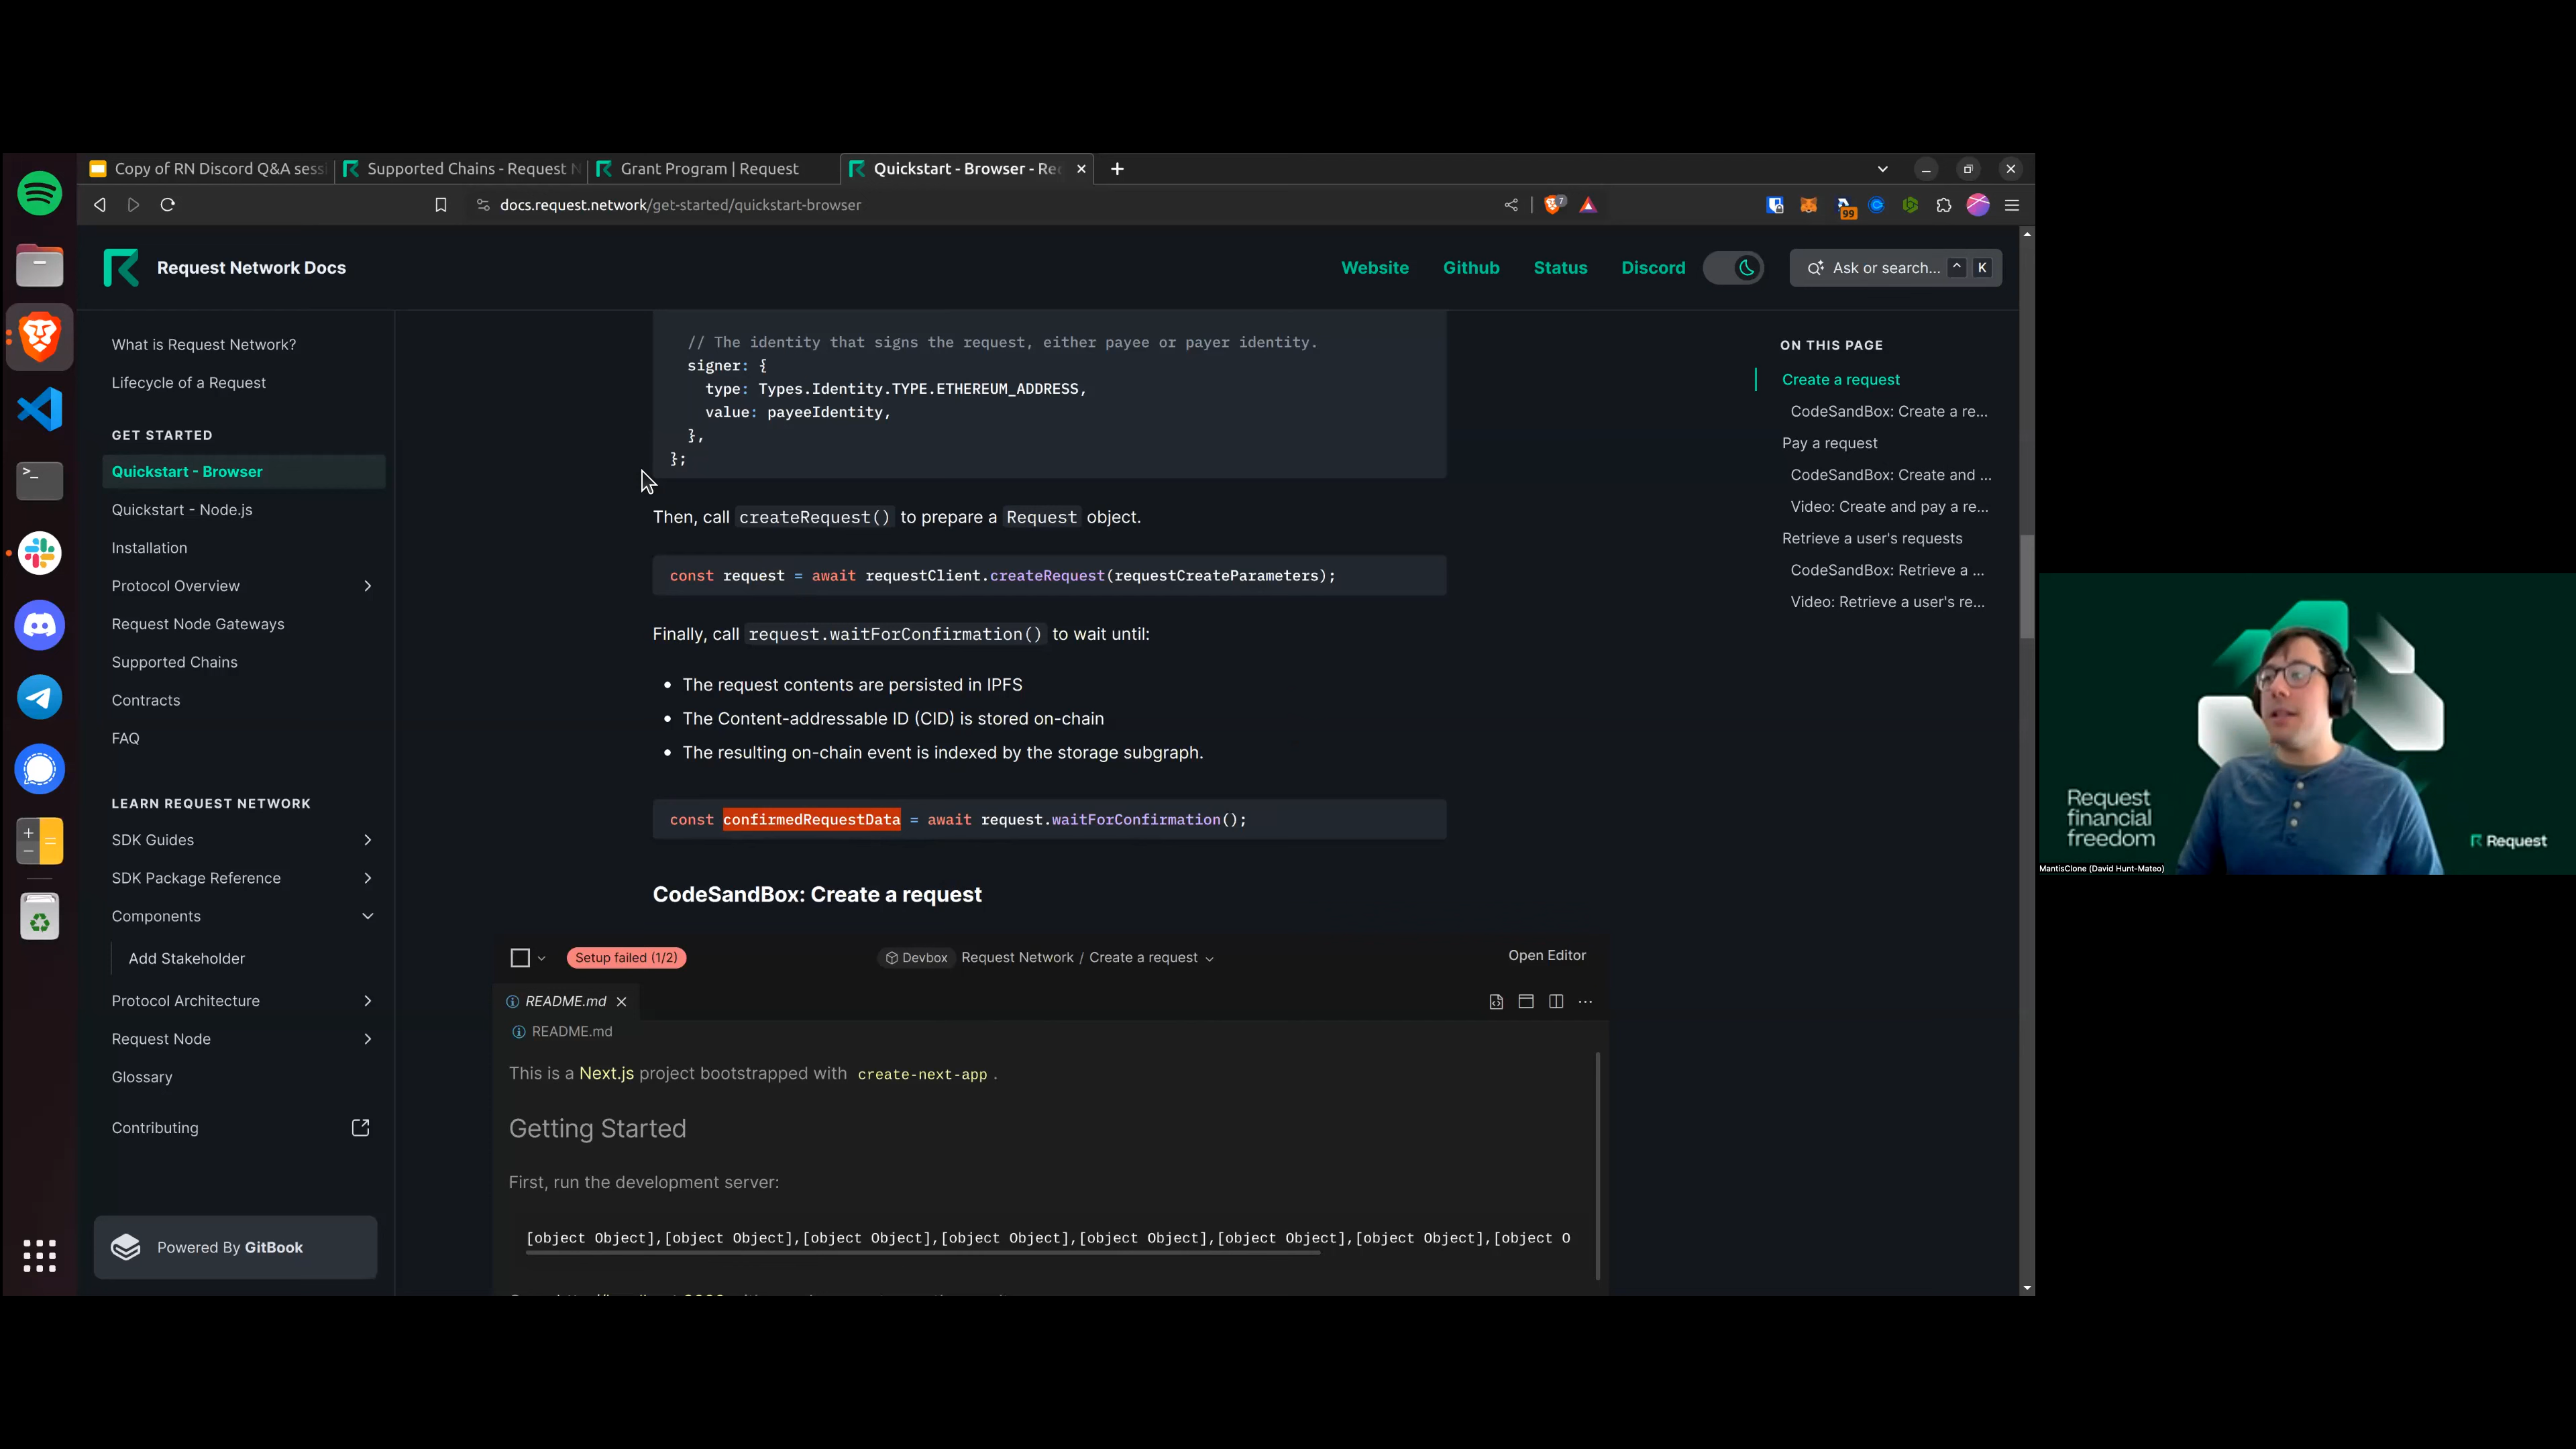 Copy of RN Discord Q&A sessi
Supported Chains - Request N
Grant Program | Request
Quickstart - Browser - Rec
docs.request.network/get-started/quickstart-browser
7
99
Request Network Docs
Website
Github
Status
Discord
Ask or search...
^
K
What is Request Network?
Lifecycle of a Request
GET STARTED
Quickstart - Browser
Quickstart - Node.js
Installation
Protocol Overview
Request Node Gateways
Supported Chains
Contracts
FAQ
LEARN REQUEST NETWORK
SDK Guides
SDK Package Reference
Components
Add Stakeholder
Protocol Architecture
Request Node
Glossary
Contributing
Powered By GitBook
// The identity that signs the request, either payee or payer identity.
signer: {
type: Types.Identity.TYPE.ETHEREUM_ADDRESS,
value: payeeIdentity,
},
};
Then, call createRequest() to prepare a Request object.
const request = await requestClient.createRequest(requestCreateParameters);
Finally, call request.waitForConfirmation() to wait until:
• The request contents are persisted in IPFS
• The Content-addressable ID (CID) is stored on-chain
• The resulting on-chain event is indexed by the storage subgraph.
const confirmedRequestData = await request.waitForConfirmation();
CodeSandBox: Create a request
Setup failed (1/2)
Devbox
Request Network / Create a request
Open Editor
README.md
README.md
This is a Next.js project bootstrapped with create-next-app .
Getting Started
First, run the development server:
[object Object],[object Object],[object Object],[object Object],[object Object],[object Object],[object Object],[object O
ON THIS PAGE
Create a request
CodeSandBox: Create a re...
Pay a request
CodeSandBox: Create and ...
Video: Create and pay a re...
Retrieve a user's requests
CodeSandBox: Retrieve a ...
Video: Retrieve a user's re...
Request
financial
freedom
Request
MantisClone (David Hunt-Mateo)